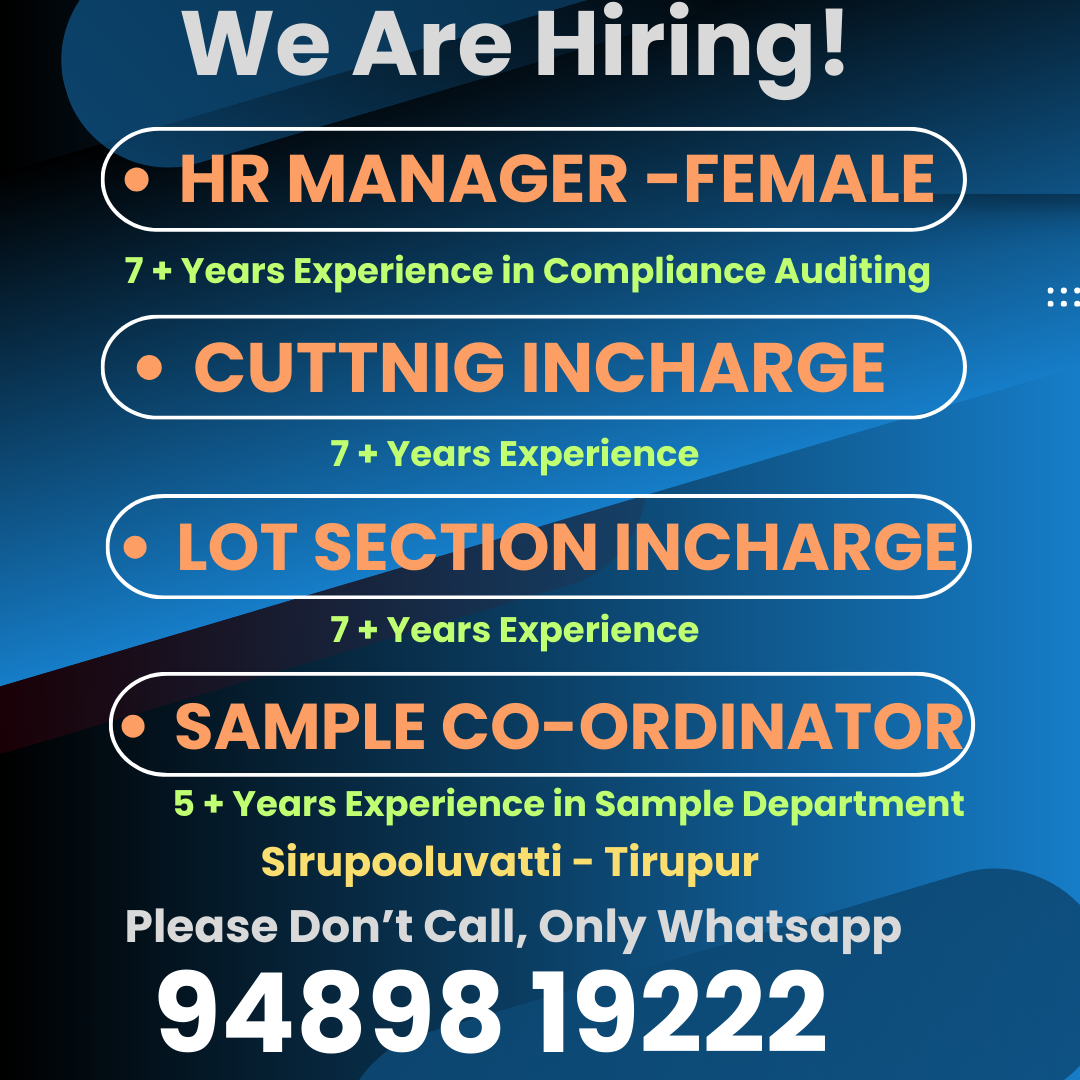 We Are Hiring!
• HR MANAGER -FEMALE
7 + Years Experience in Compliance Auditing
• CUTTNIG INCHARGE
7 + Years Experience
• LOT SECTION INCHARGE
7 + Years Experience
• SAMPLE CO-ORDINATOR
5 + Years Experience in Sample Department
Sirupooluvatti - Tirupur
Please Don’t Call, Only Whatsapp
94898 19222